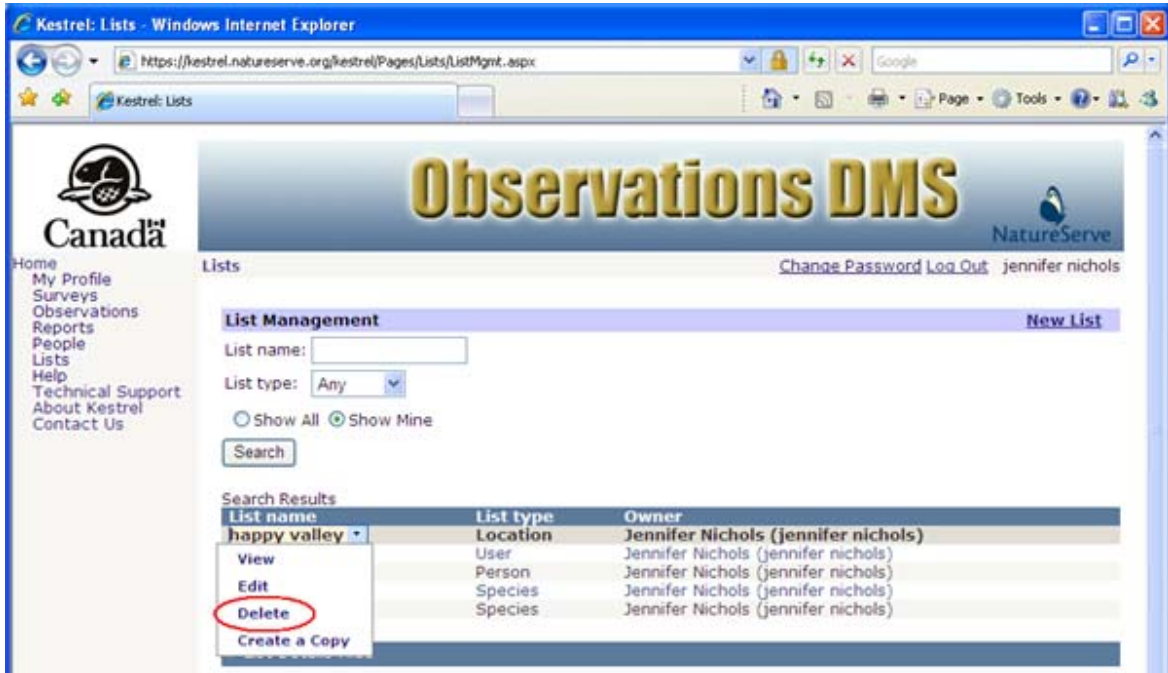 Kestrel: Lists - Windows Internet Explorer
https://kestrel.natureserve.org/kestrel/Pages/Lists/ListMgmt.aspx
Google
Kestrel: Lists
Page
Tools
Canada
Observations DMS
NatureServe
Home
My Profile
Surveys
Observations
Reports
People
Lists
Help
Technical Support
About Kestrel
Contact Us
Lists
Change Password Log Out jennifer nichols
List Management New List
List name:
List type: Any
Show All Show Mine
Search
Search Results
List name List type Owner
happy valley Location Jennifer Nichols (jennifer nichols)
User Jennifer Nichols (jennifer nichols)
Person Jennifer Nichols (jennifer nichols)
Species Jennifer Nichols (jennifer nichols)
Species Jennifer Nichols (jennifer nichols)
View
Edit
Delete
Create a Copy